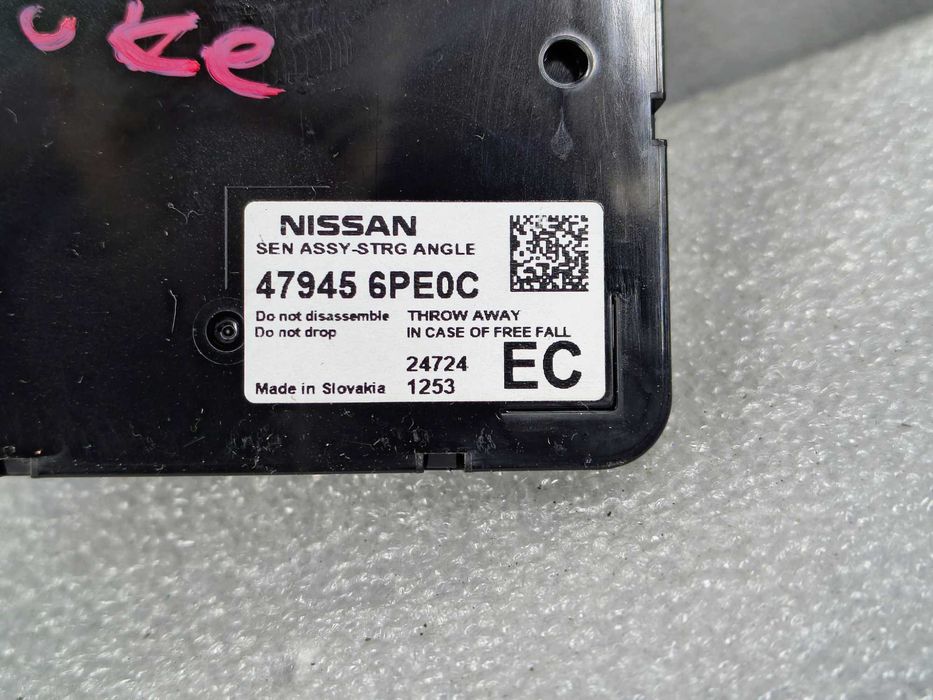 uke
NISSAN
SEN ASSY-STRG ANGLE
47945 6PE0C
Do not disassemble THROW AWAY
Do not drop IN CASE OF FREE FALL
24724
EC
Made in Slovakia 1253